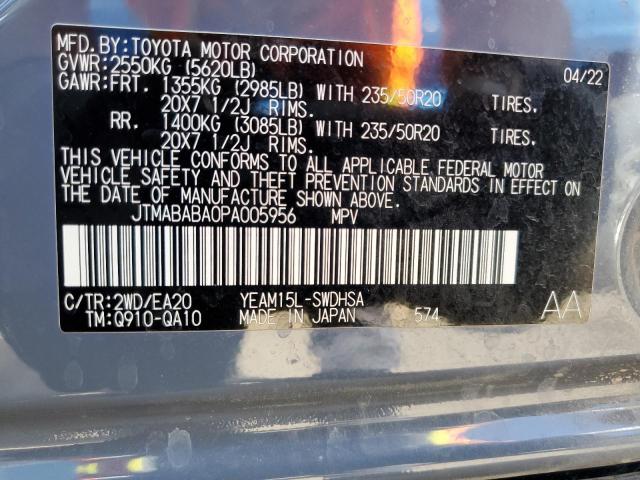 MFD.BY:TOYOTA MOTOR CORPORATION 04/22
GVWR:2550KG (5620LB)
GAWR:FRT. 1355KG (2985LB) WITH 235/50R20 TIRES.
20X7 1/2J RIMS.
RR. 1400KG (3085LB) WITH 235/50R20 TIRES.
20X7 1/2J RIMS.
THIS VEHICLE CONFORMS TO ALL APPLICABLE FEDERAL MOTOR
VEHICLE SAFETY AND THEFT PREVENTION STANDARDS IN EFFECT ON
THE DATE OF MANUFACTURE SHOWN ABOVE.
JTMABABA0PA005956 MPV
C/TR:2WD/EA20 YEAM15L-SWDHSA AA
TM:Q910-QA10 MADE IN JAPAN 574